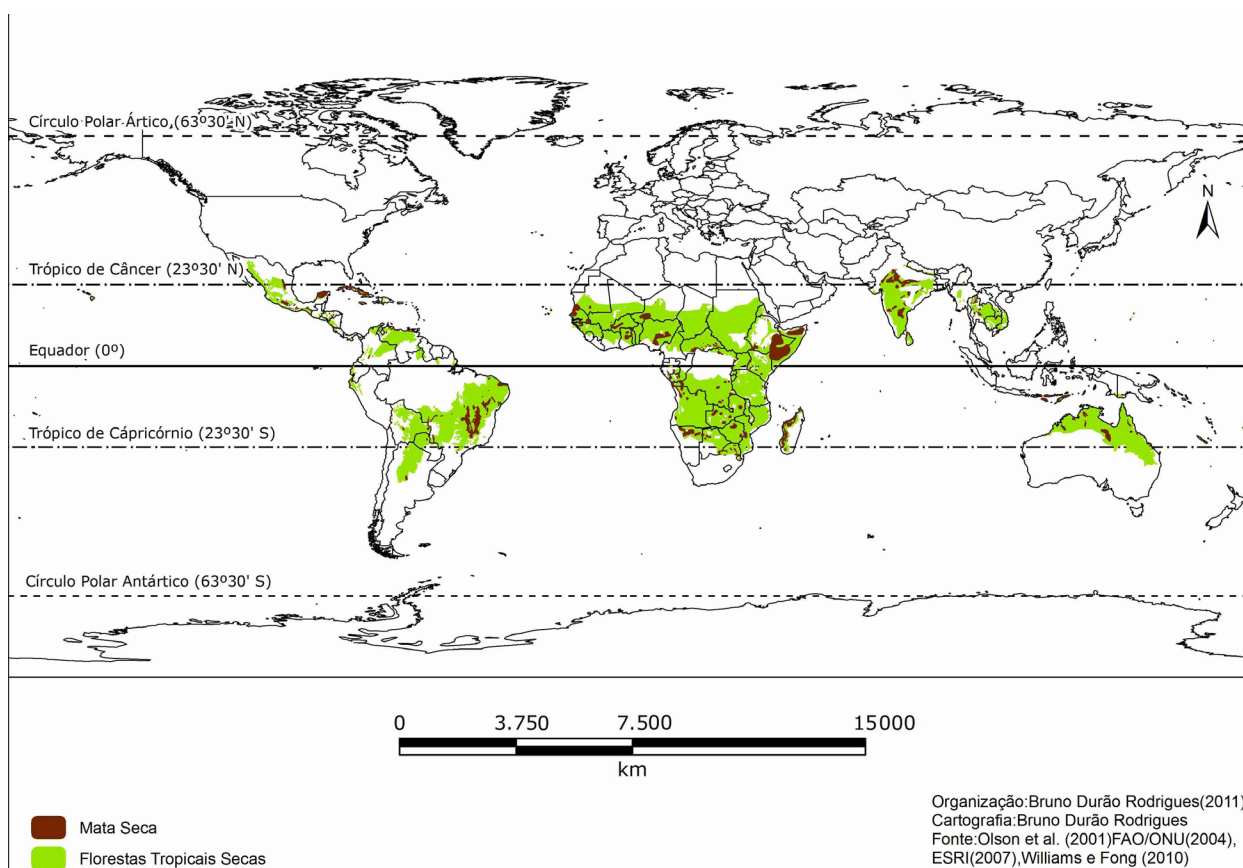 Círculo Polar Ártico,(63º30' N)
N
Trópico de Câncer (23º30' N)
Equador (0º)
Trópico de Cápricórnio (23º30' S)
Círculo Polar Antártico (63º30' S)
0 3.750 7.500 15000
km
Mata Seca
Florestas Tropicais Secas
Organização:Bruno Durão Rodrigues(2011)
Cartografia:Bruno Durão Rodrigues
Fonte:Olson et al. (2001)FAO/ONU(2004),
ESRI(2007),Williams e Fong (2010)